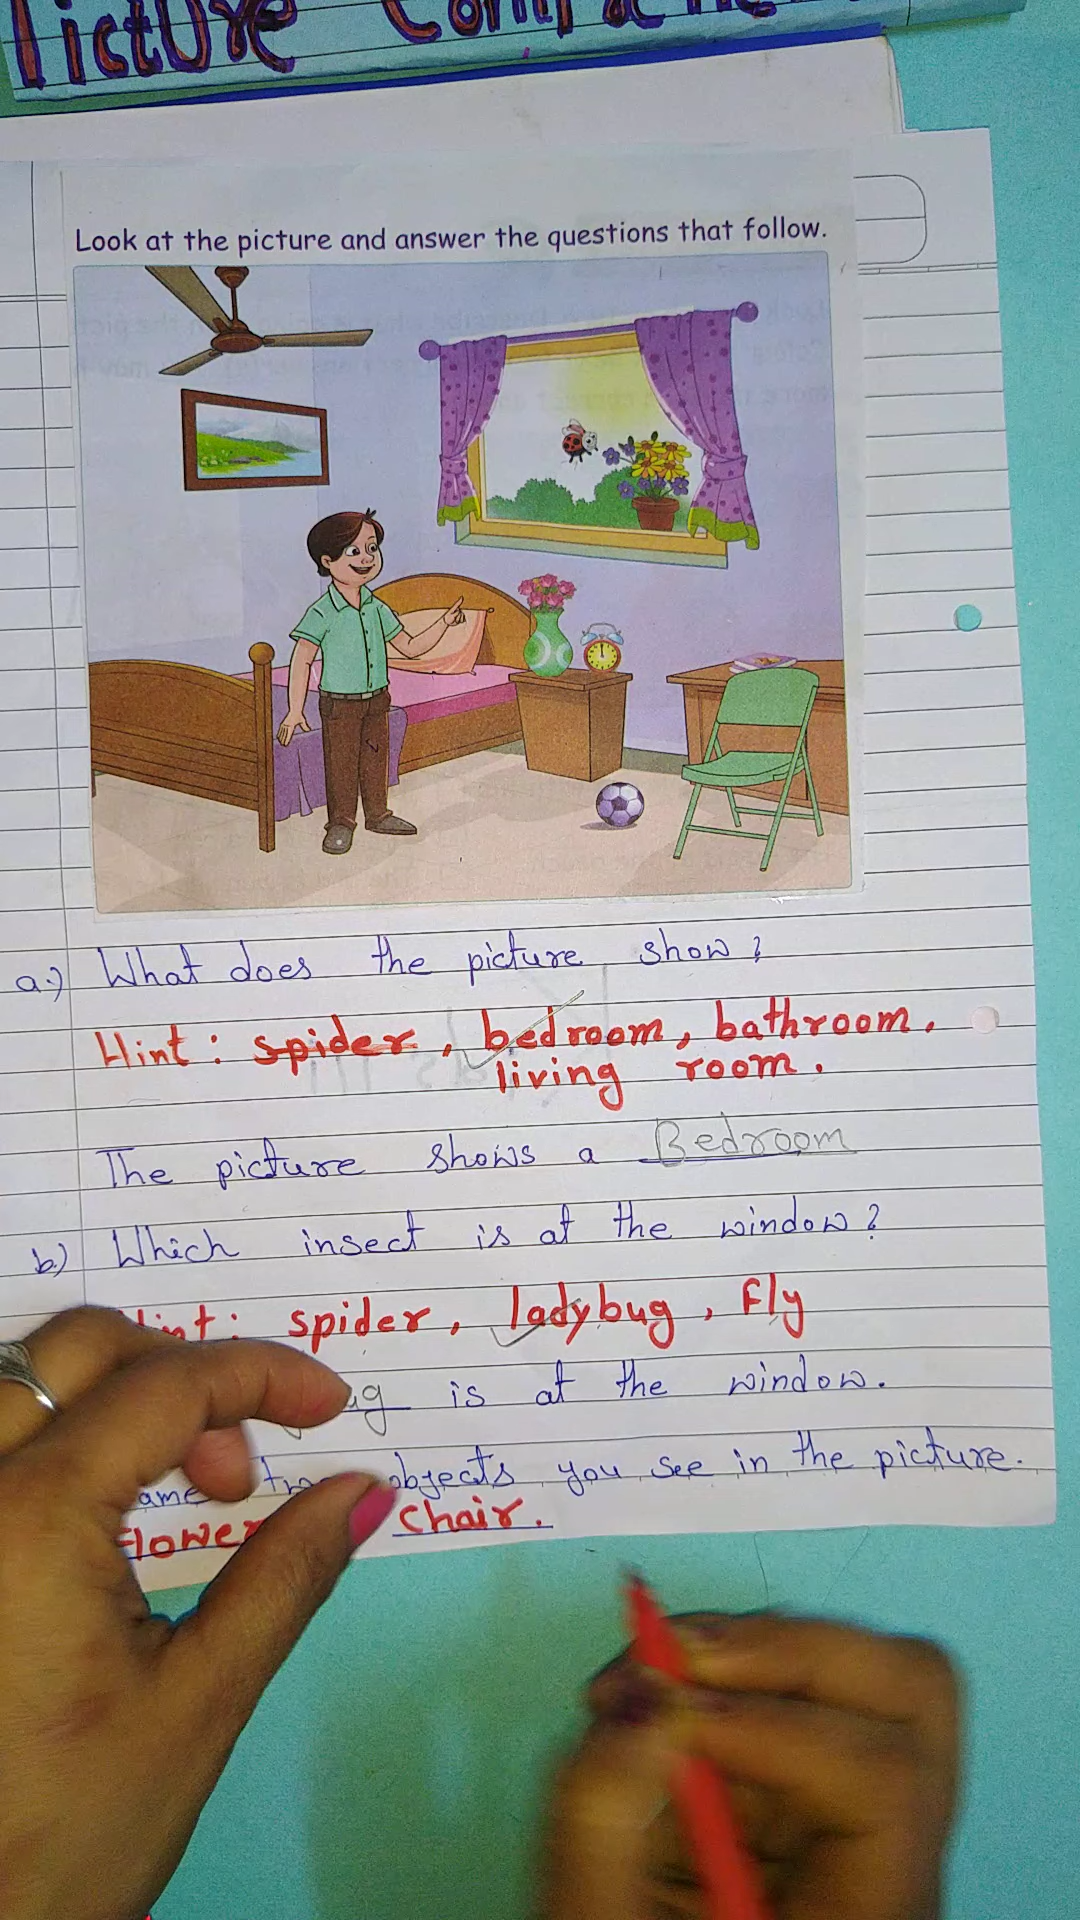 Picture
Look at the picture and answer the questions that follow.
a.) What does the picture show?
Hint: spider, bedroom, bathroom,
living room.
The picture shows a Bedroom
b.) Which insect is at the window?
Hint: spider, ladybug, Fly
is at the window.
objects you see in the picture.
Chair.